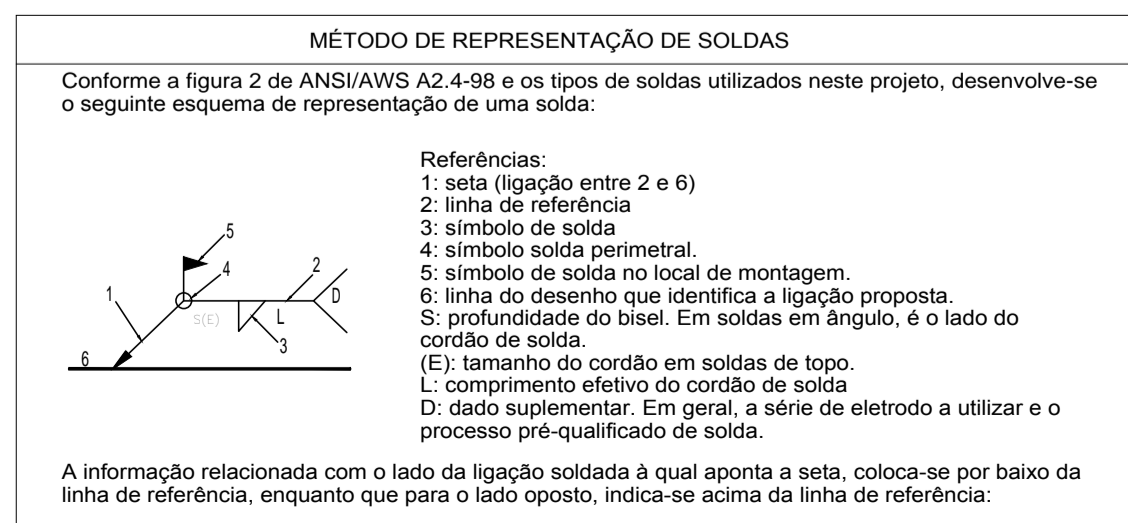 MÉTODO DE REPRESENTAÇÃO DE SOLDAS
Conforme a figura 2 de ANSI/AWS A2.4-98 e os tipos de soldas utilizados neste projeto, desenvolve-se
o seguinte esquema de representação de uma solda:
Referências:
1: seta (ligação entre 2 e 6)
2: linha de referência
3: símbolo de solda
4: símbolo solda perimetral.
5: símbolo de solda no local de montagem.
6: linha do desenho que identifica a ligação proposta.
S: profundidade do bisel. Em soldas em ângulo, é o lado do
cordão de solda.
(E): tamanho do cordão em soldas de topo.
L: comprimento efetivo do cordão de solda
D: dado suplementar. Em geral, a série de eletrodo a utilizar e o
processo pré-qualificado de solda.
5
4
2
1
D
S(E)
L
3
6
A informação relacionada com o lado da ligação soldada à qual aponta a seta, coloca-se por baixo da
linha de referência, enquanto que para o lado oposto, indica-se acima da linha de referência: